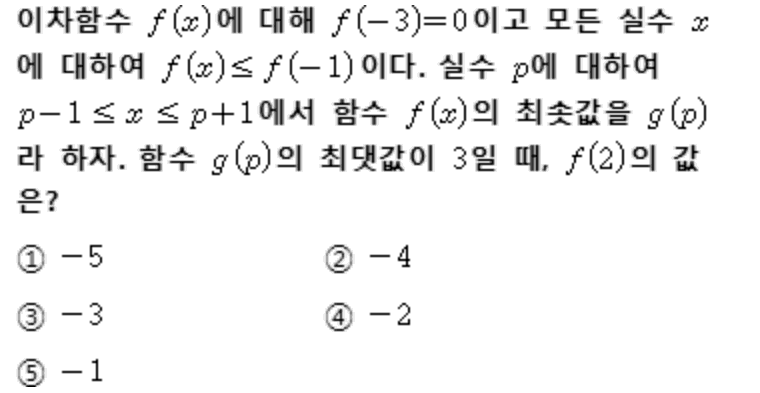 이차함수 f(x)에 대해 f(−3)=0이고 모든 실수 x
에 대하여 f(x)≤f(−1)이다. 실수 p에 대하여
p−1≤x≤p+1에서 함수 f(x)의 최솟값을 g(p)
라 하자. 함수 g(p)의 최댓값이 3일 때, f(2)의 값
은?
① −5 ② −4
③ −3 ④ −2
⑤ −1